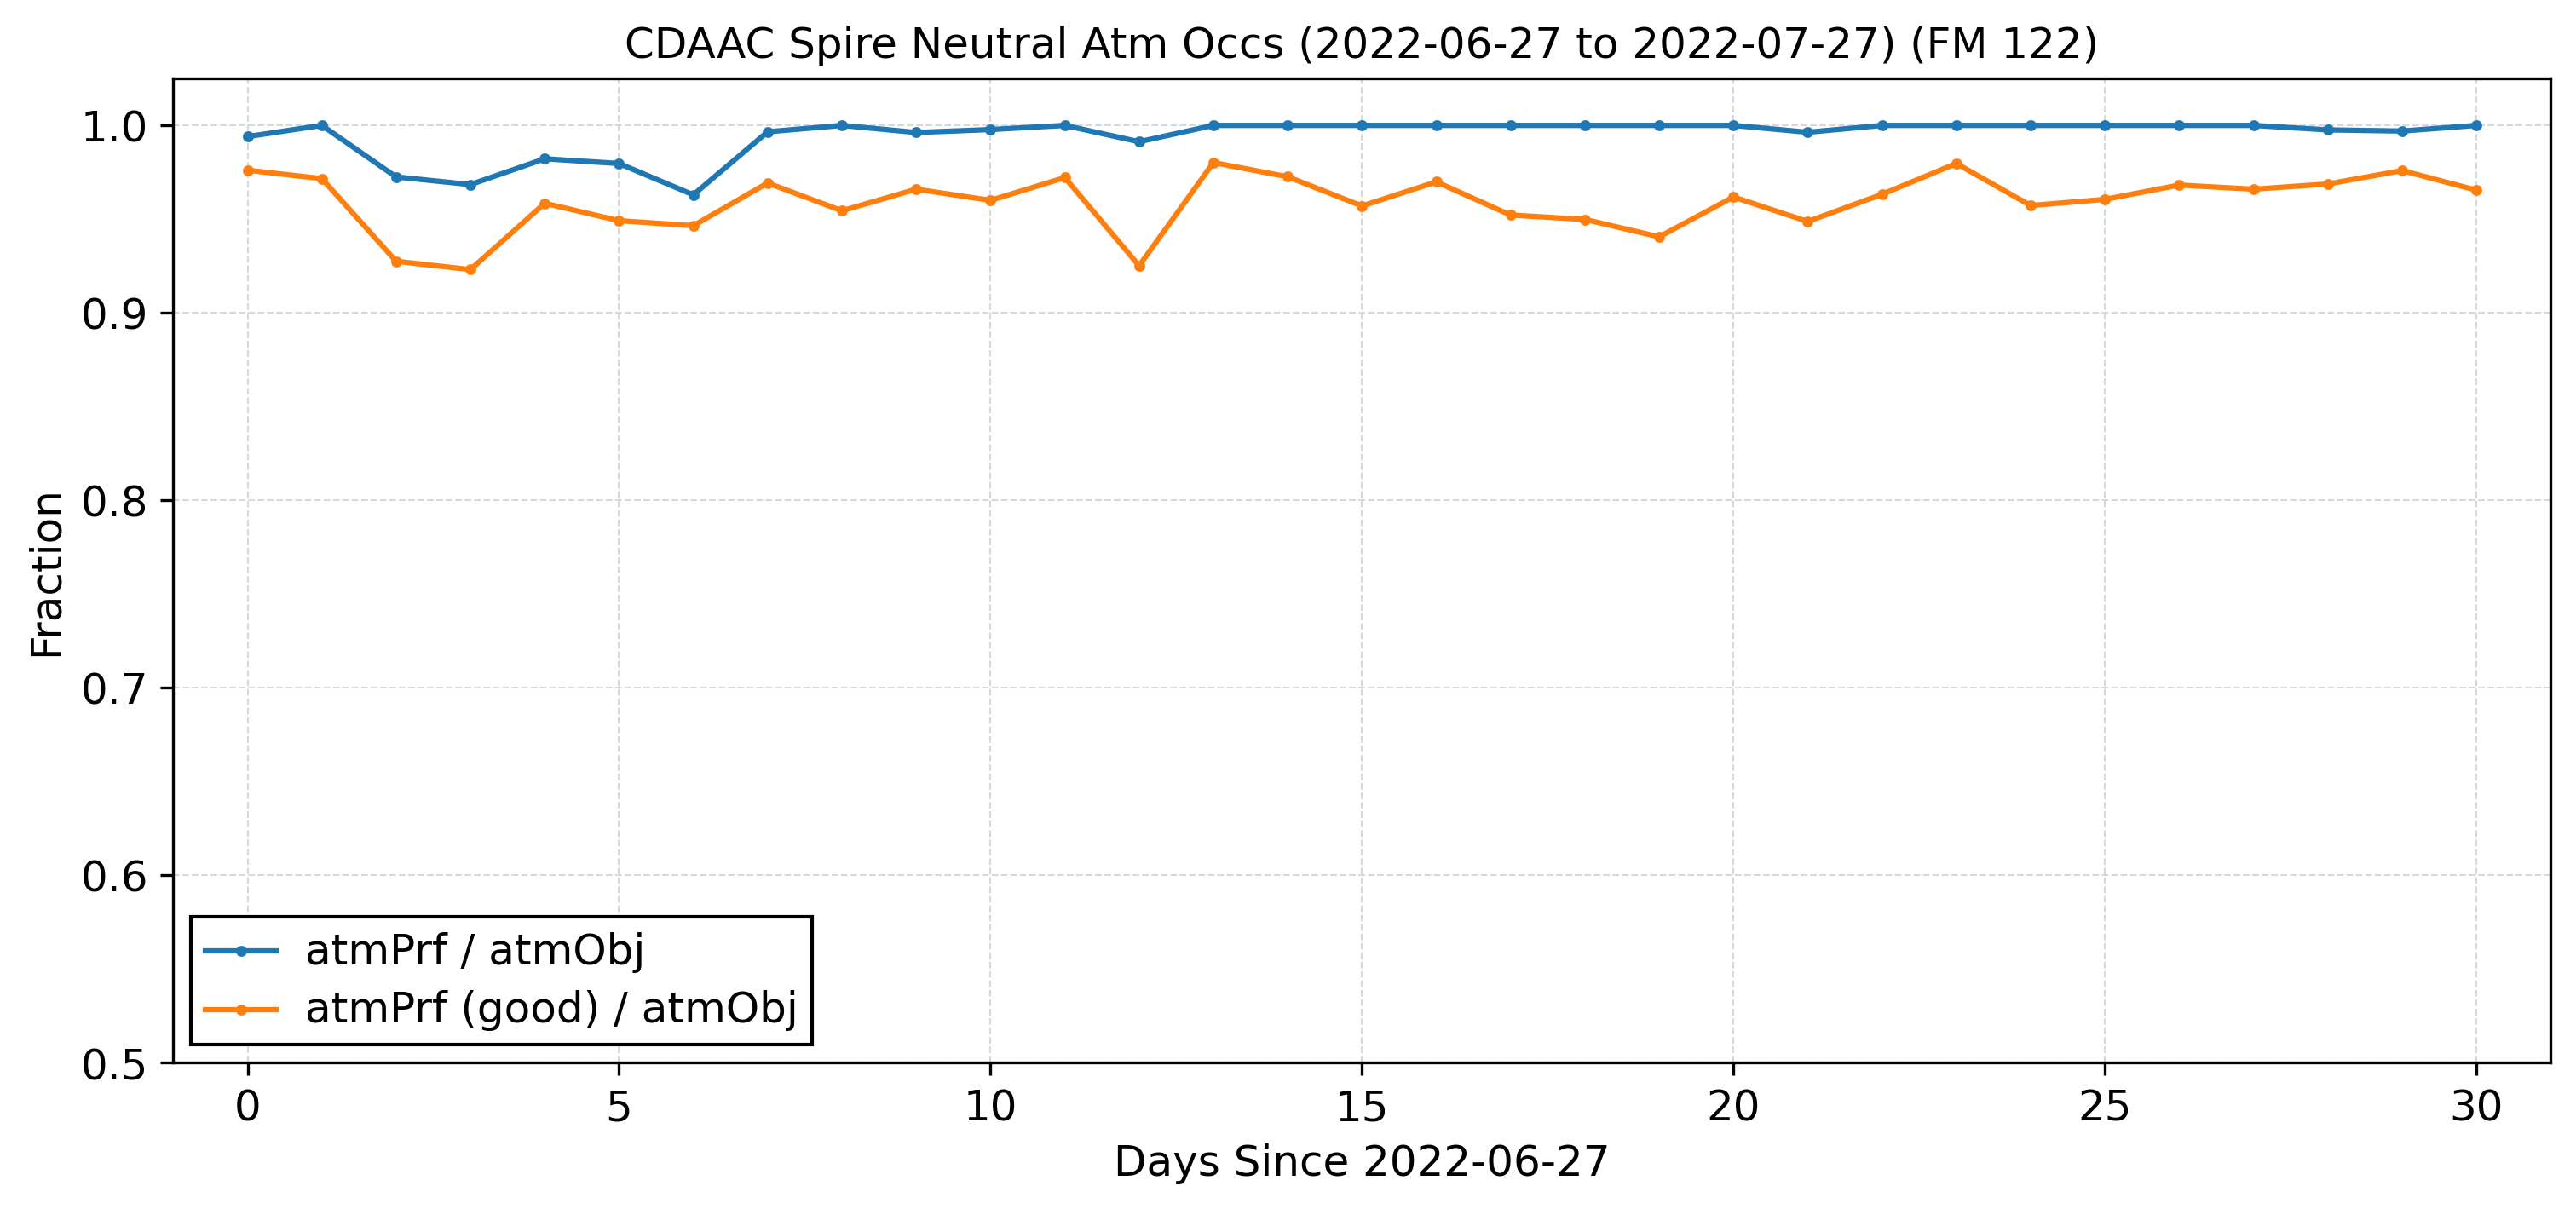 CDAAC Spire Neutral Atm Occs (2022-06-27 to 2022-07-27) (FM 122)
1.0
0.9
0.8
0.7
0.6
0.5
Fraction
atmPrf / atmObj
atmPrf (good) / atmObj
0 5 10 15 20 25 30
Days Since 2022-06-27